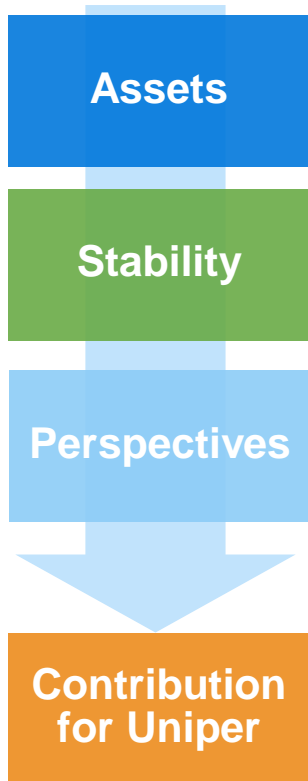 Assets
Stability
Perspectives
Contribution
for Uniper